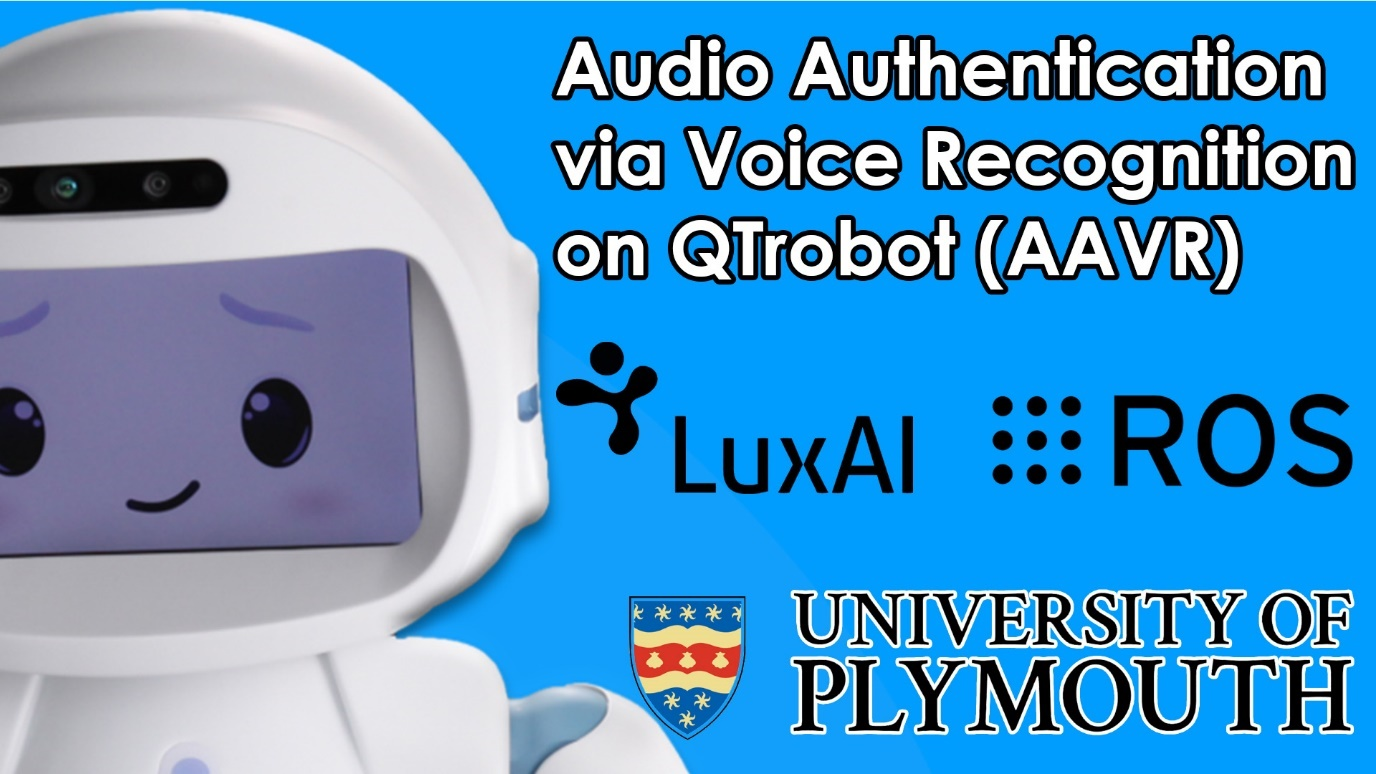 Audio Authentication
via Voice Recognition
on QTrobot (AAVR)
LuxAI
ROS
UNIVERSITY OF
PLYMOUTH